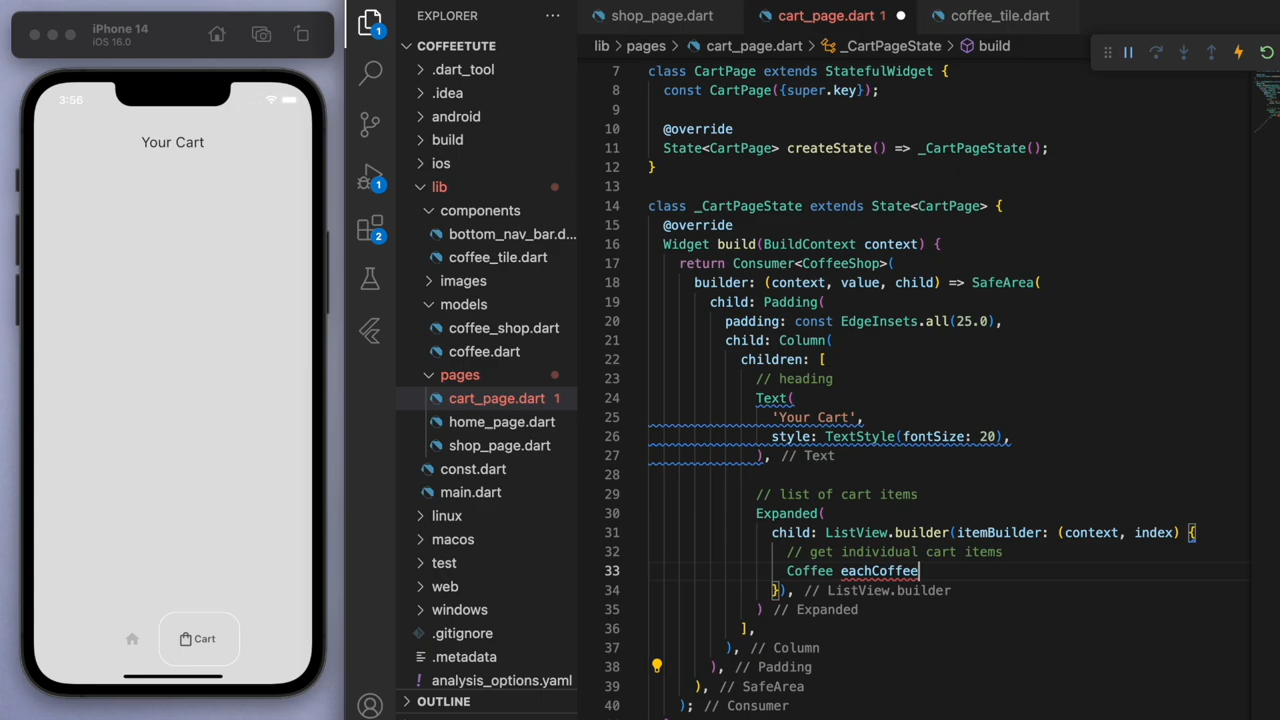 iPhone 14
iOS 16.0
3:56
Your Cart
Cart
1
1
2
EXPLORER
COFFEETUTE
.dart_tool
.idea
android
build
ios
lib
components
bottom_nav_bar.d...
coffee_tile.dart
images
models
coffee_shop.dart
coffee.dart
pages
cart_page.dart 1
home_page.dart
shop_page.dart
const.dart
main.dart
linux
macos
test
web
windows
.gitignore
.metadata
analysis_options.yaml
OUTLINE
shop_page.dart
cart_page.dart 1
coffee_tile.dart
lib > pages > cart_page.dart > _CartPageState > build
7 class CartPage extends StatefulWidget {
8 const CartPage({super.key});
9
10 @override
11 State<CartPage> createState() => _CartPageState();
12 }
13
14 class _CartPageState extends State<CartPage> {
15 @override
16 Widget build(BuildContext context) {
17 return Consumer<CoffeeShop>(
18 builder: (context, value, child) => SafeArea(
19 child: Padding(
20 padding: const EdgeInsets.all(25.0),
21 child: Column(
22 children: [
23 // heading
24 Text(
25 'Your Cart',
26 style: TextStyle(fontSize: 20),
27 ), // Text
28
29 // list of cart items
30 Expanded(
31 child: ListView.builder(itemBuilder: (context, index) {
32 // get individual cart items
33 Coffee eachCoffee
34 }), // ListView.builder
35 ) // Expanded
36 ],
37 ), // Column
38 ), // Padding
39 ), // SafeArea
40 ); // Consumer